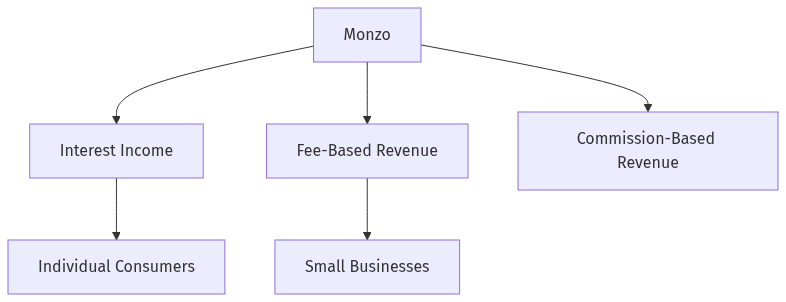 Monzo
Interest Income
Fee-Based Revenue
Commission-Based
Revenue
Individual Consumers
Small Businesses